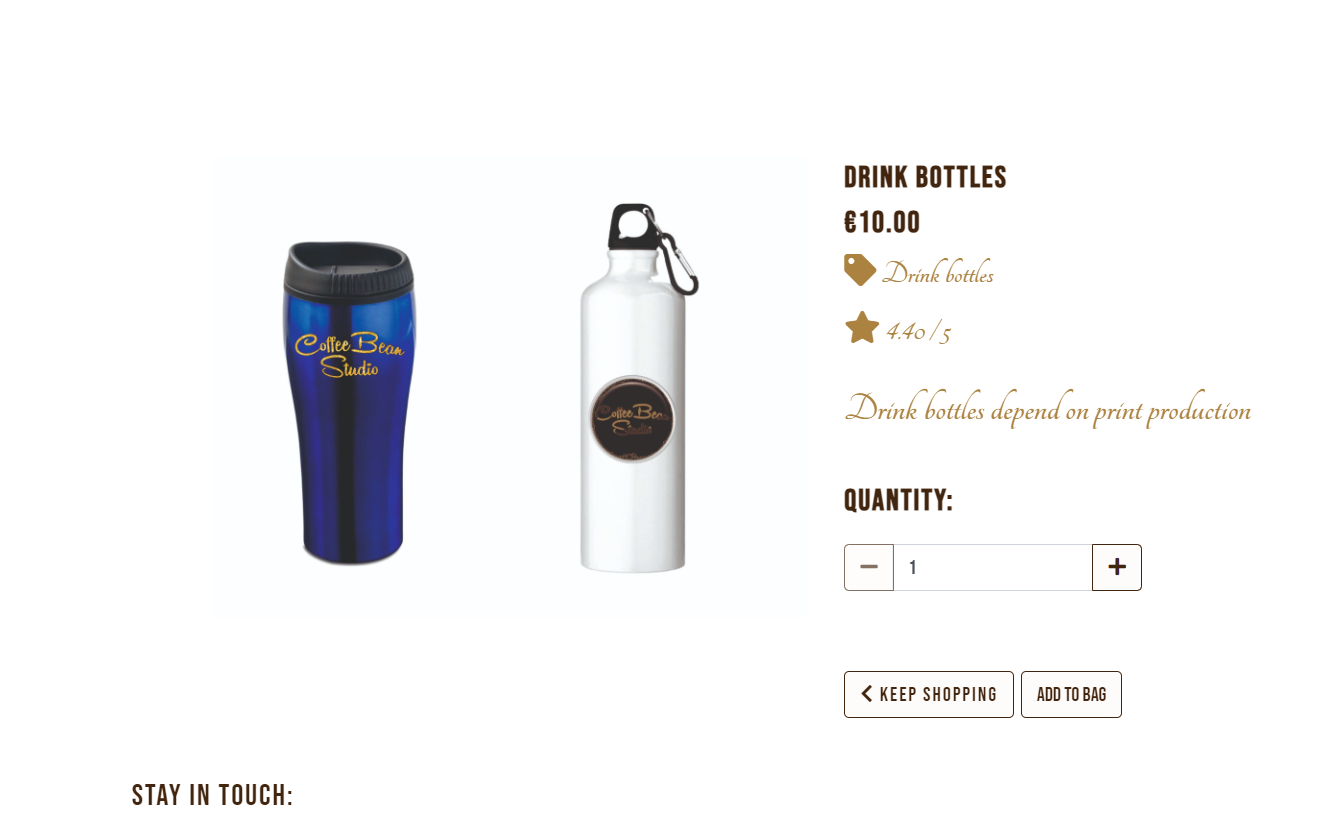 DRINK BOTTLES
€10.00
Drink bottles
4.40 / 5
Drink bottles depend on print production
QUANTITY:
1
KEEP SHOPPING
ADD TO BAG
Coffee Bean
Studio
Coffee Bean
Studio
STAY IN TOUCH: